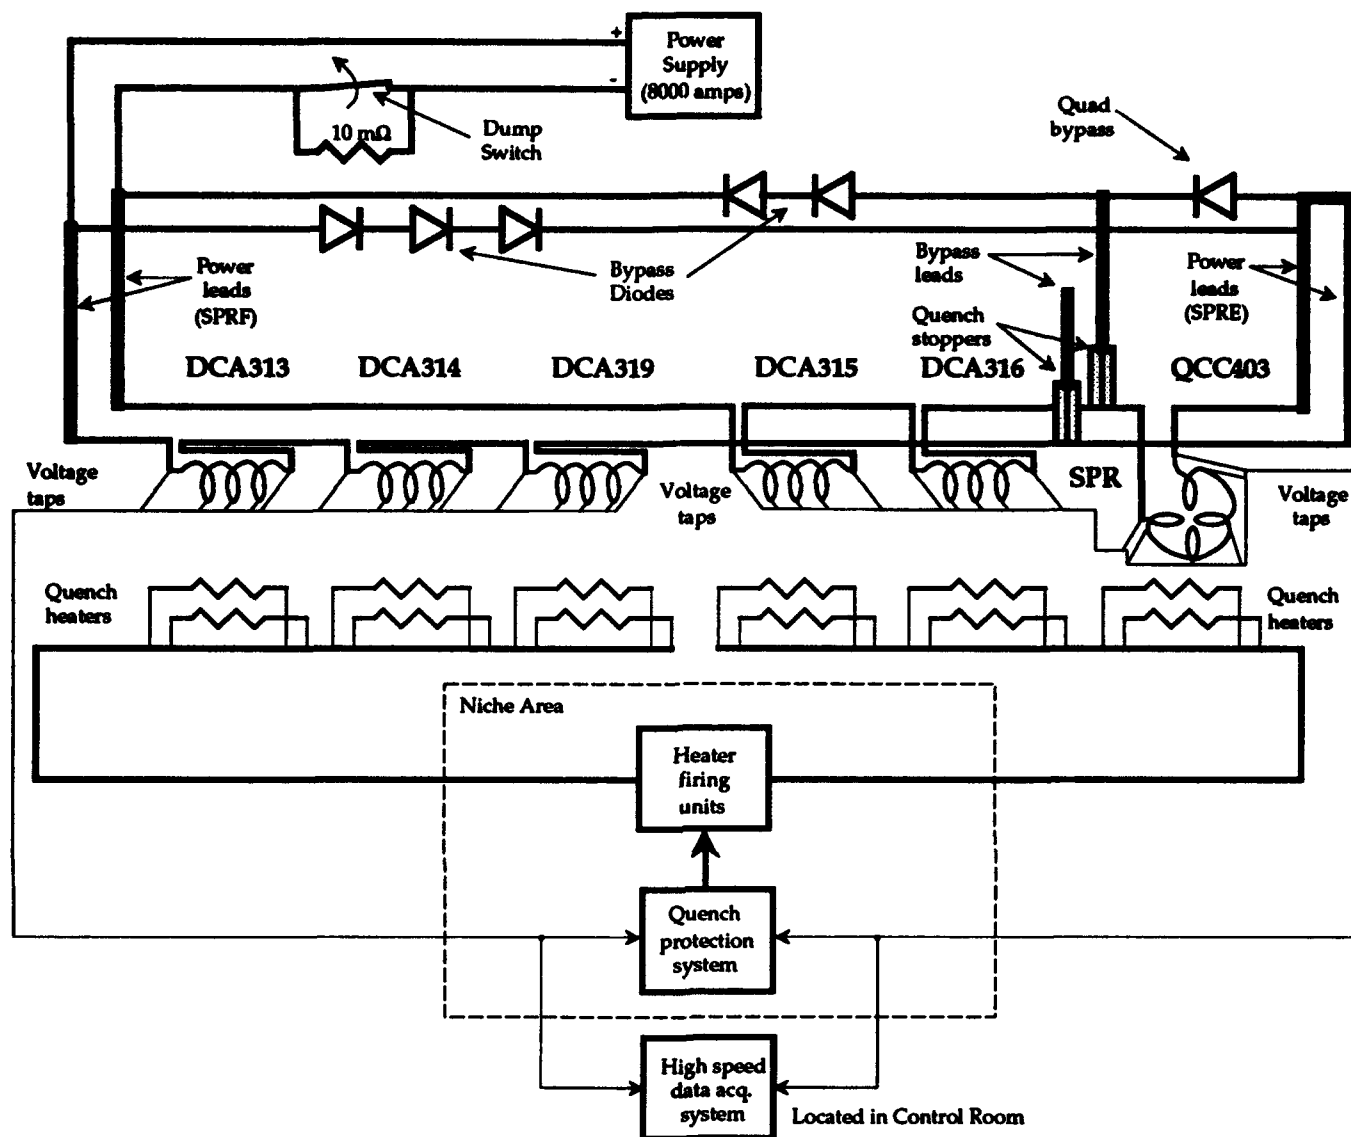 +
Power
Supply
(8000 amps)
-
10 mΩ
Dump
Switch
Quad
bypass
Power
leads
(SPRF)
Bypass
Diodes
Bypass
leads
Quench
stoppers
Power
leads
(SPRE)
DCA313
DCA314
DCA319
DCA315
DCA316
QCC403
Voltage
taps
Voltage
taps
SPR
Voltage
taps
Quench
heaters
Quench
heaters
Niche Area
Heater
firing
units
Quench
protection
system
High speed
data acq.
system
Located in Control Room